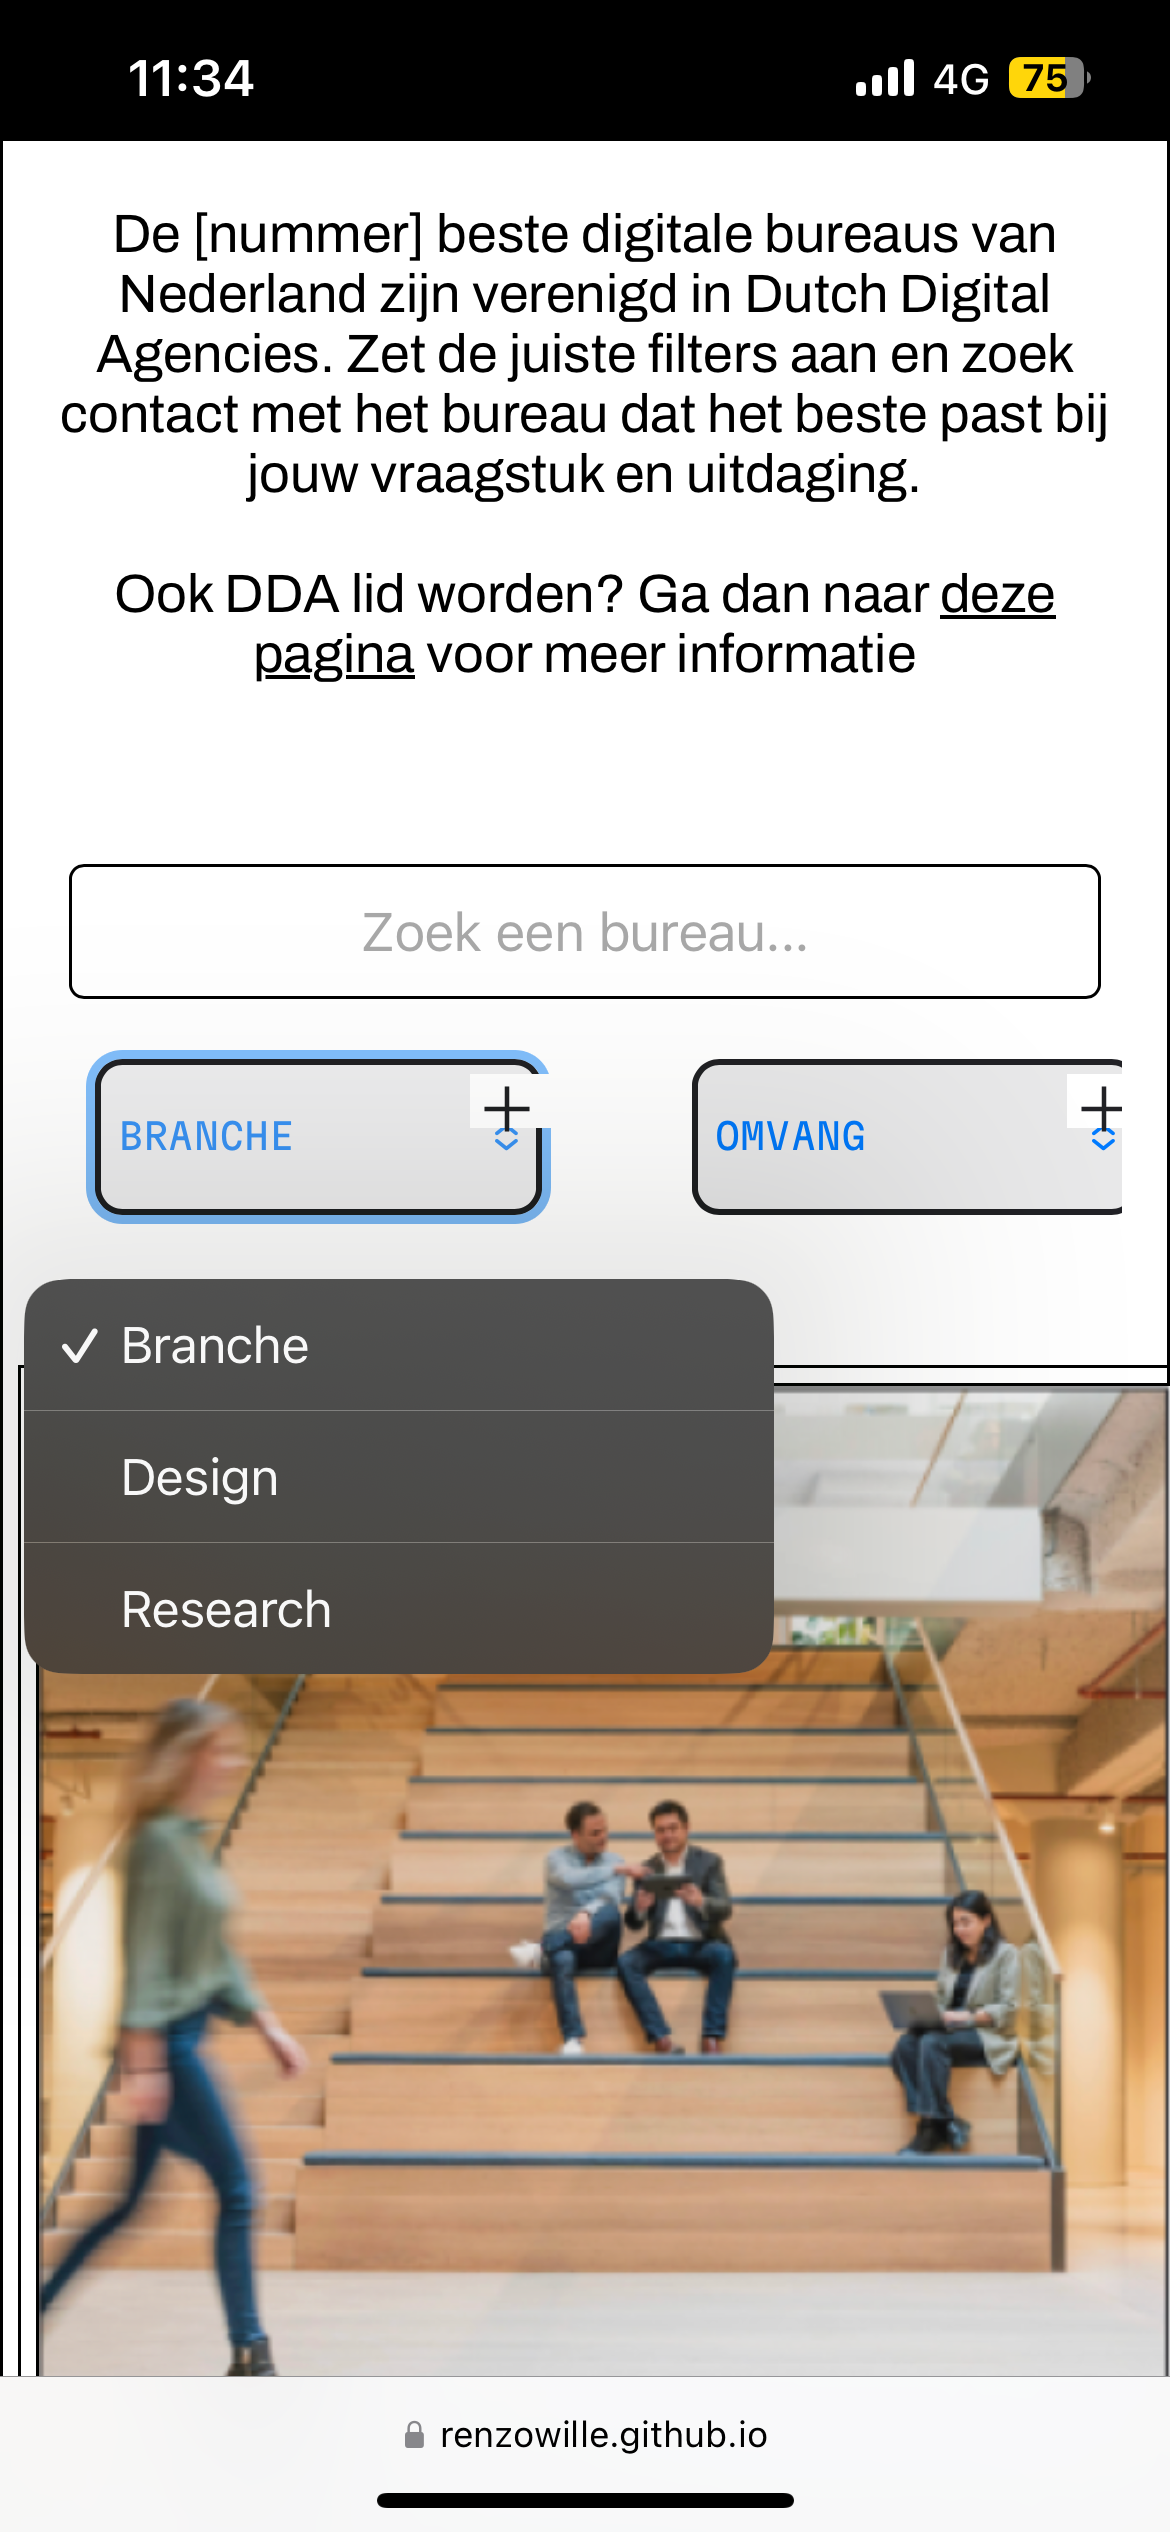 11:34 4G 75
De [nummer] beste digitale bureaus van
Nederland zijn verenigd in Dutch Digital
Agencies. Zet de juiste filters aan en zoek
contact met het bureau dat het beste past bij
jouw vraagstuk en uitdaging.
Ook DDA lid worden? Ga dan naar deze
pagina voor meer informatie
Zoek een bureau...
BRANCHE OMVANG
Branche
Design
Research
renzowille.github.io